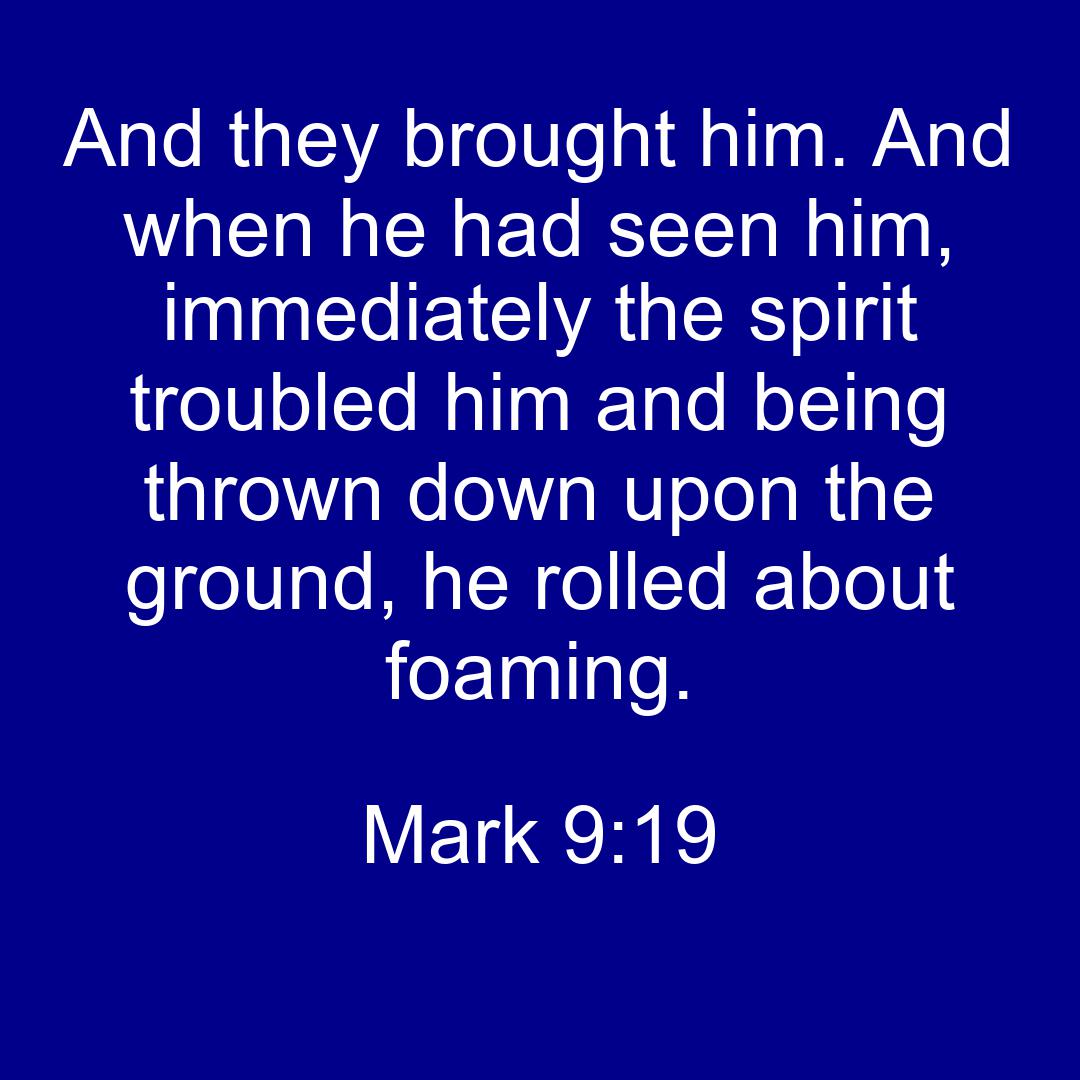 And they brought him. And
when he had seen him,
immediately the spirit
troubled him and being
thrown down upon the
ground, he rolled about
foaming.
Mark 9:19